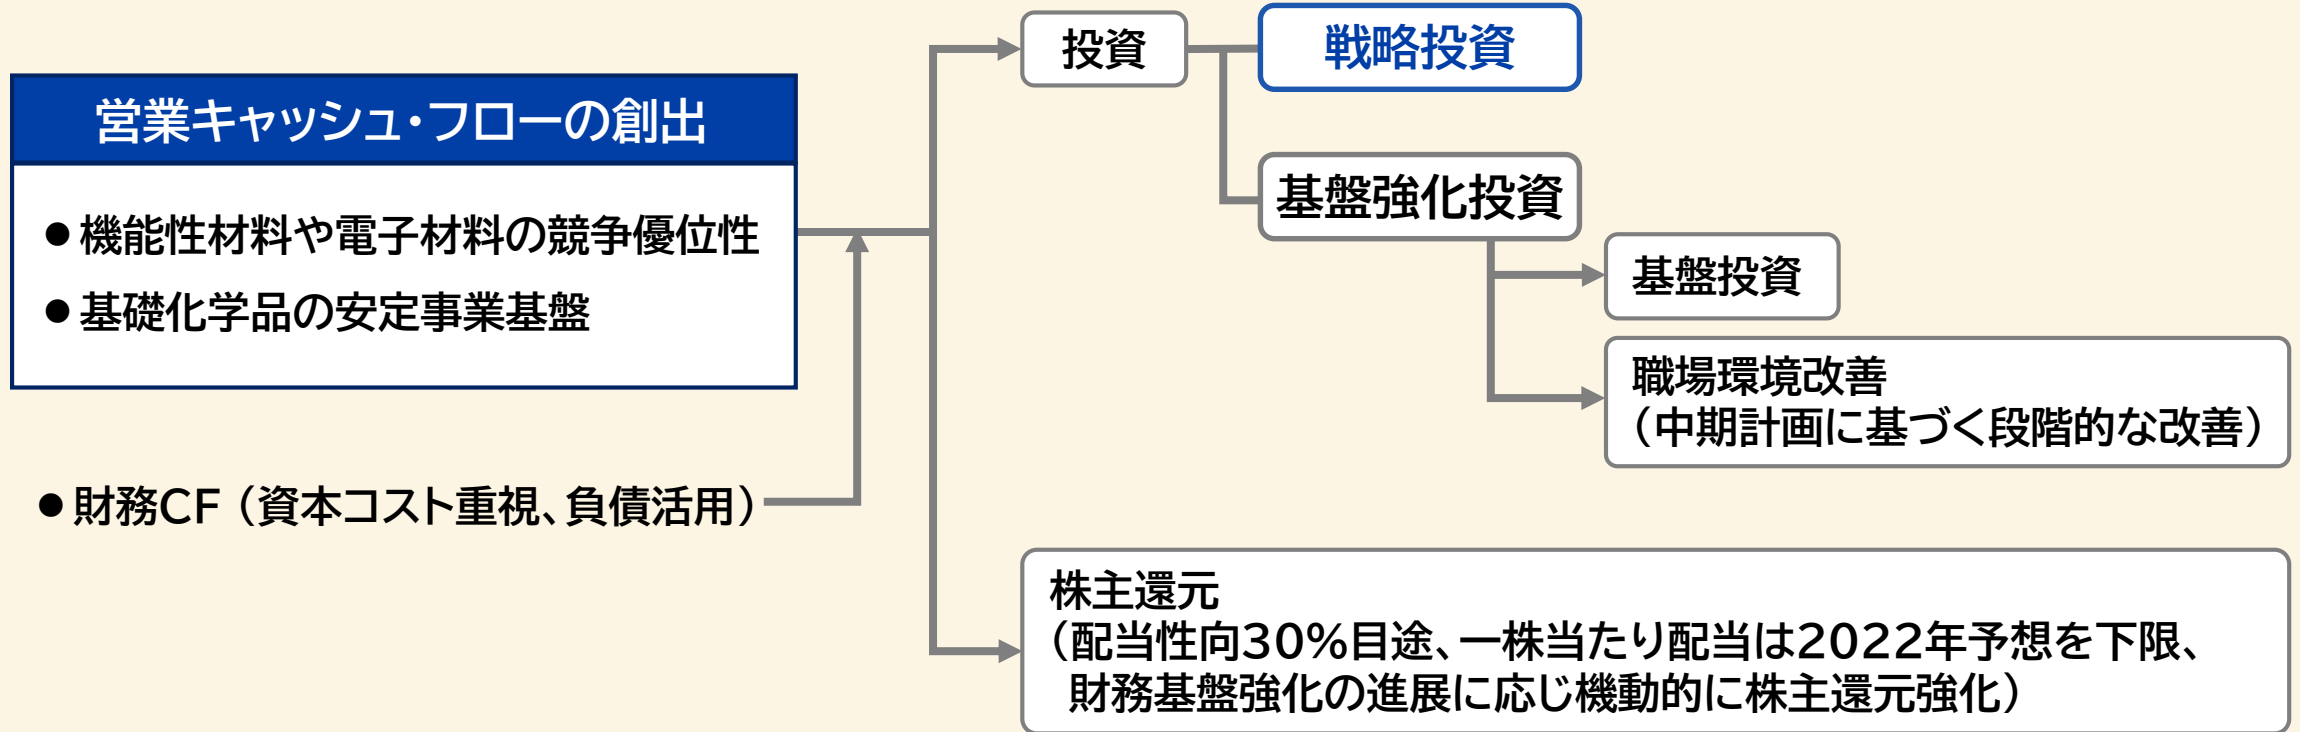 営業キャッシュ・フローの創出
● 機能性材料や電子材料の競争優位性
● 基礎化学品の安定事業基盤
● 財務CF（資本コスト重視、負債活用）
投資
戦略投資
基盤強化投資
基盤投資
職場環境改善
（中期計画に基づく段階的な改善）
株主還元
（配当性向30%目途、一株当たり配当は2022年予想を下限、
財務基盤強化の進展に応じ機動的に株主還元強化）